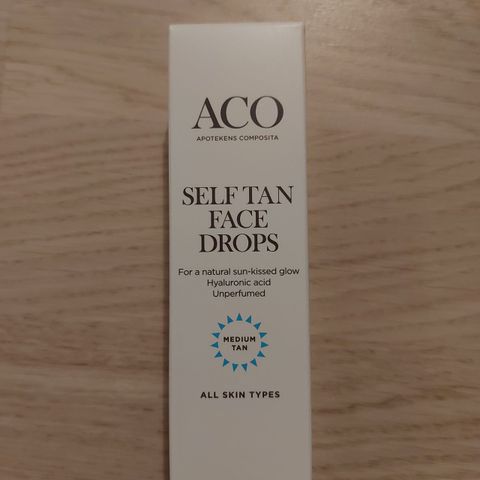 ACO
APOTEKENS COMPOSITA
SELF TAN
FACE
DROPS
For a natural sun-kissed glow
Hyaluronic acid
Unperfumed
MEDIUM
TAN
ALL SKIN TYPES